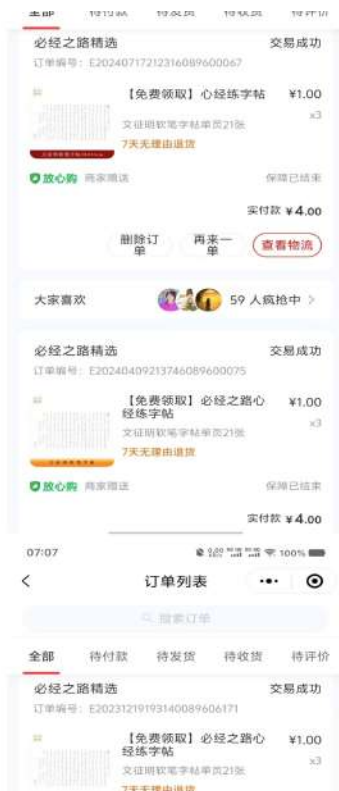 全部 待付款 待发货 待收货 待评价
必经之路精选 交易成功
订单编号：E20240717212316089600067
【免费领取】心经练字帖 ¥1.00
文征明软笔字帖单页21张 x3
7天无理由退货
放心购 商家赠送 保障已结束
实付款 ¥4.00
删除订单 再来一单 查看物流
大家喜欢 59 人疯抢中 >
必经之路精选 交易成功
订单编号：E20240409213746089600075
【免费领取】必经之路心经练字帖 ¥1.00
文征明软笔字帖单页21张 x3
7天无理由退货
放心购 商家赠送 保障已结束
实付款 ¥4.00
07:07 100%
订单列表
搜索订单
全部 待付款 待发货 待收货 待评价
必经之路精选 交易成功
订单编号：E20231219193140089606171
【免费领取】必经之路心经练字帖 ¥1.00
文征明软笔字帖单页21张 x3
7天无理由退货